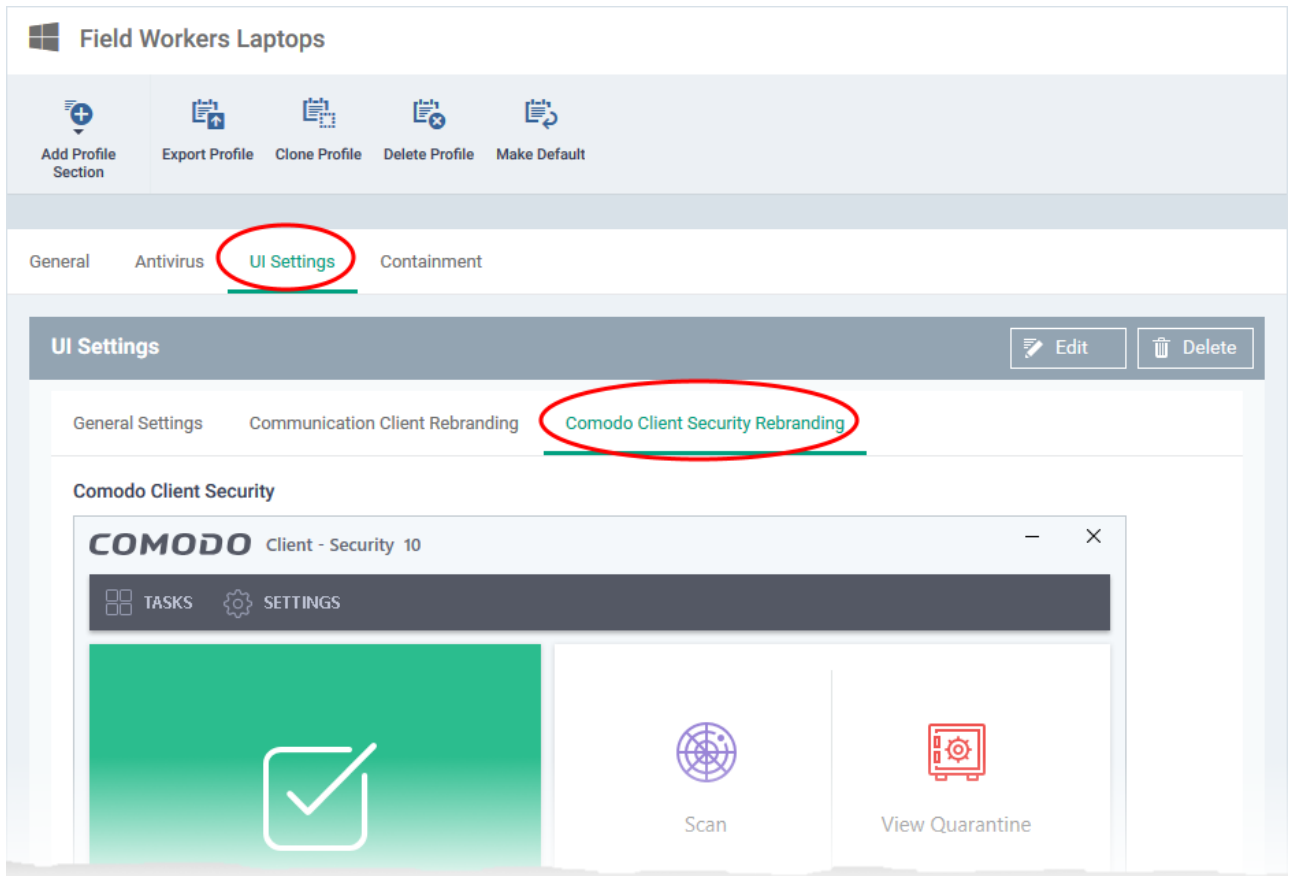 Field Workers Laptops
Add Profile
Section
Export Profile
Clone Profile
Delete Profile
Make Default
General
Antivirus
UI Settings
Containment
UI Settings
Edit
Delete
General Settings
Communication Client Rebranding
Comodo Client Security Rebranding
Comodo Client Security
COMODO Client - Security 10
TASKS
SETTINGS
Scan
View Quarantine